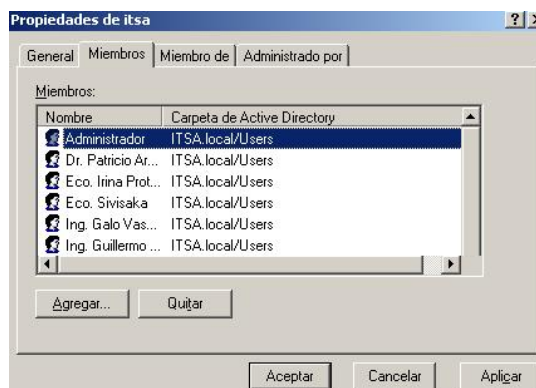 Propiedades de itsa
General Miembros Miembro de Administrado por
Miembros:
Nombre Carpeta de Active Directory
Administrador ITSA.local/Users
Dr. Patricio Ar... ITSA.local/Users
Eco. Irina Prot... ITSA.local/Users
Eco. Sivisaka ITSA.local/Users
Ing. Galo Vas... ITSA.local/Users
Ing. Guillermo ... ITSA.local/Users
Agregar... Quitar
Aceptar Cancelar Aplicar